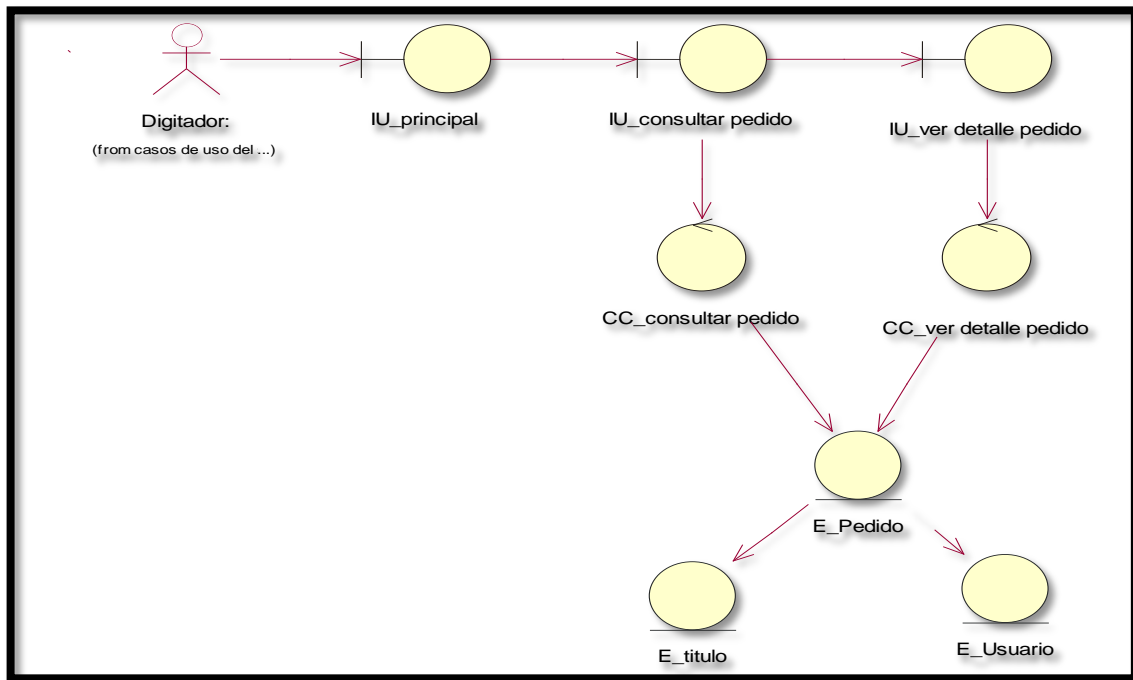 Digitador:
(from casos de uso del ...)
IU_principal
IU_consultar pedido
IU_ver detalle pedido
CC_consultar pedido
CC_ver detalle pedido
E_Pedido
E_titulo
E_Usuario